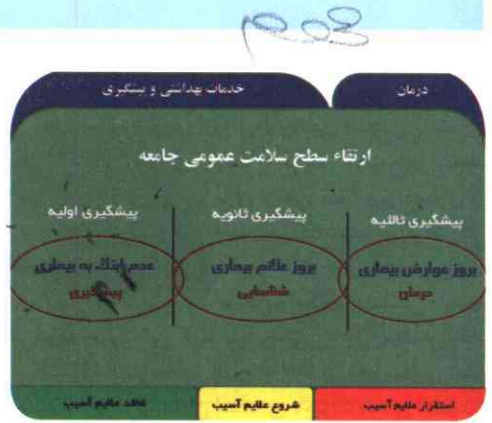 مهم
درمان
خدمات بهداشتی و پیشگیری
ارتقاء سطح سلامت عمومی جامعه
پیشگیری ثالثیه
پیشگیری ثانویه
پیشگیری اولیه
بروز عوارض بیماری
درمان
بروز علائم بیماری
شناسایی
عدم ابتلاء به بیماری
پیشگیری
استقرار علایم آسیب
شروع علایم آسیب
فاقد علایم آسیب